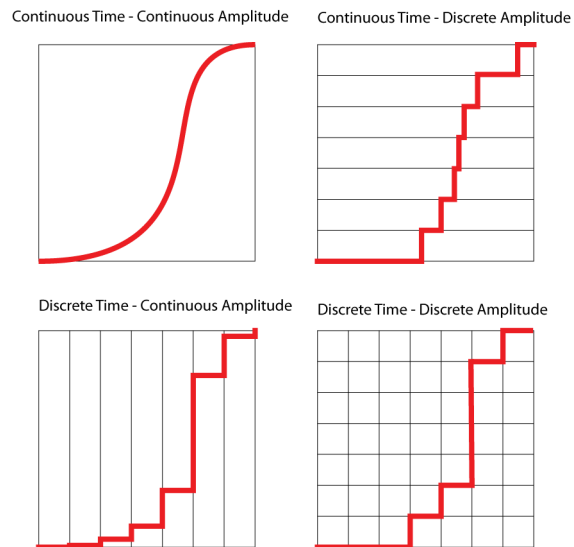 Continuous Time - Continuous Amplitude
Continuous Time - Discrete Amplitude
Discrete Time - Continuous Amplitude
Discrete Time - Discrete Amplitude